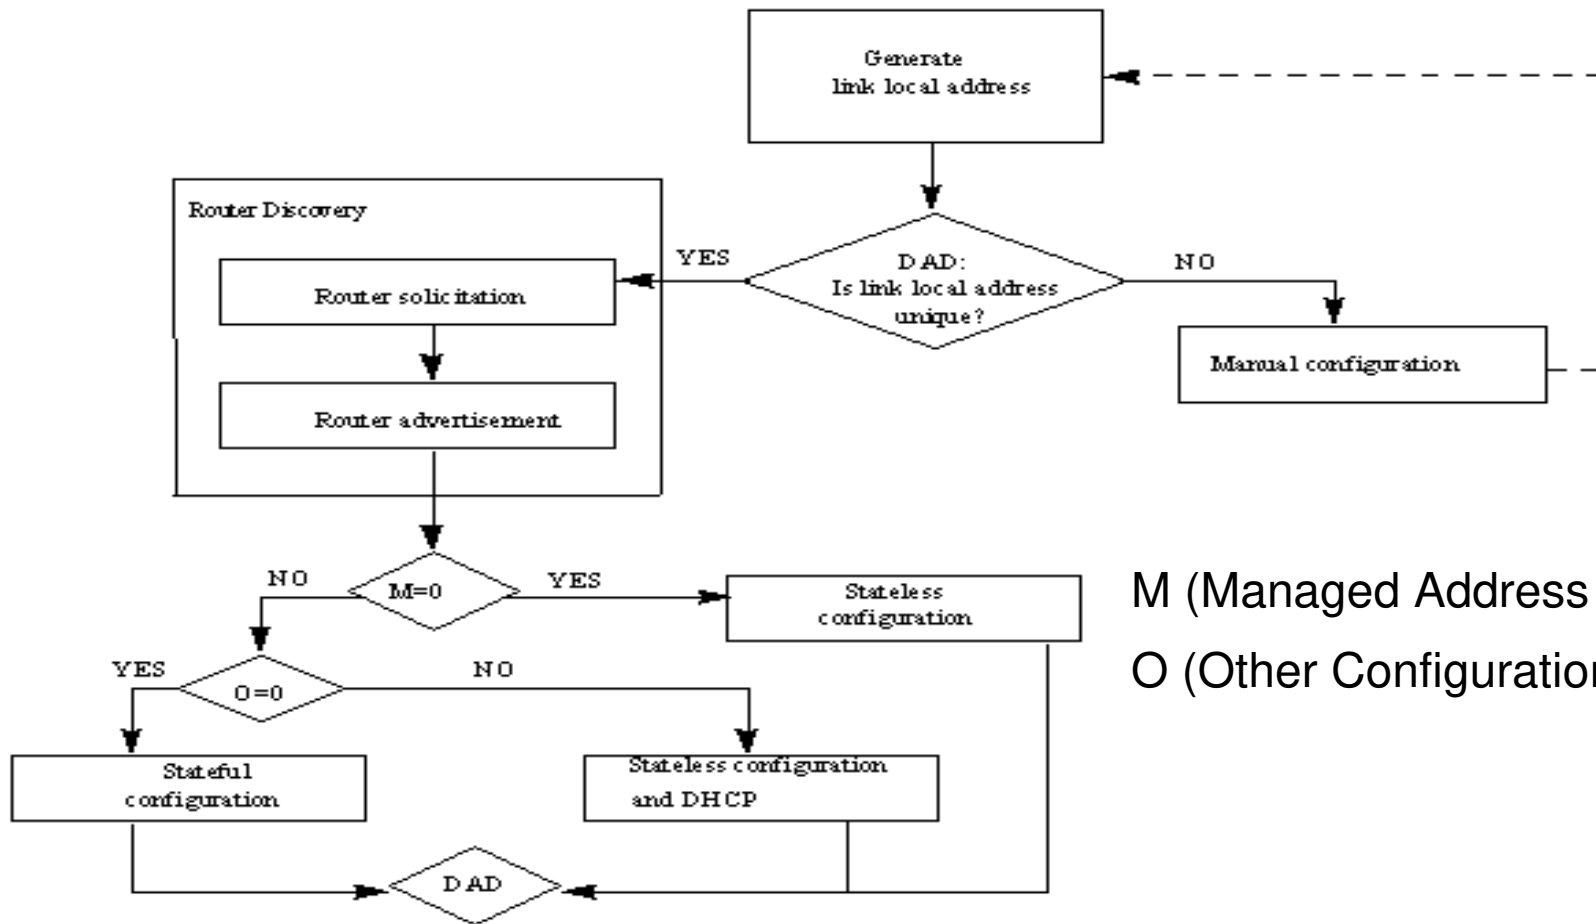 Generate
link local address
Router Discovery
YES
DAD:
Is link local address
unique?
NO
Router solicitation
Manual configuration
Router advertisement
NO
M=0
YES
Stateless
configuration
M (Managed Address
O (Other Configuration
YES
O=0
NO
Stateful
configuration
Stateless configuration
and DHCP
DAD